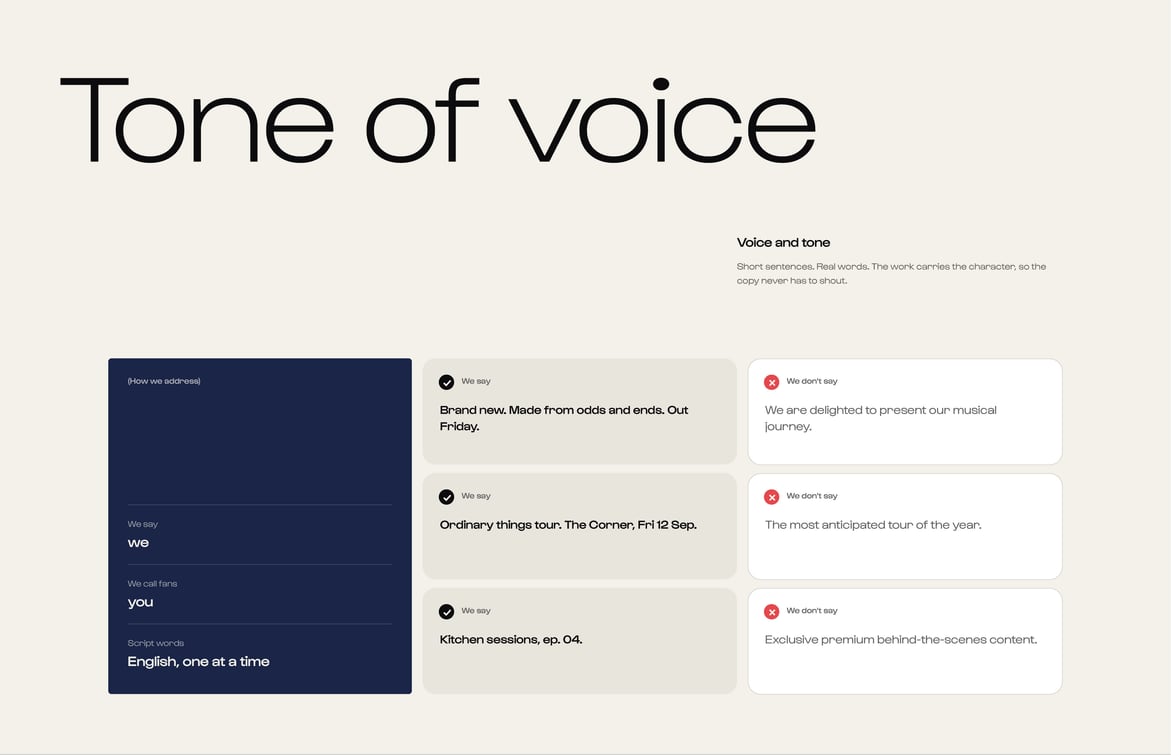 Tone of voice
Voice and tone
Short sentences. Real words. The work carries the character, so the
copy never has to shout.
(How we address)
We say
we
We call fans
you
Script words
English, one at a time
We say
Brand new. Made from odds and ends. Out
Friday.
We don't say
We are delighted to present our musical
journey.
We say
Ordinary things tour. The Corner, Fri 12 Sep.
We don't say
The most anticipated tour of the year.
We say
Kitchen sessions, ep. 04.
We don't say
Exclusive premium behind-the-scenes content.